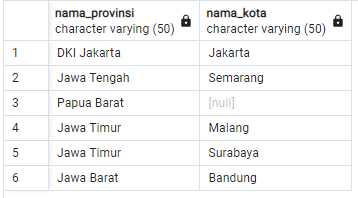 nama_provinsi nama_kota
character varying (50) character varying (50)
1 DKI Jakarta Jakarta
2 Jawa Tengah Semarang
3 Papua Barat [null]
4 Jawa Timur Malang
5 Jawa Timur Surabaya
6 Jawa Barat Bandung